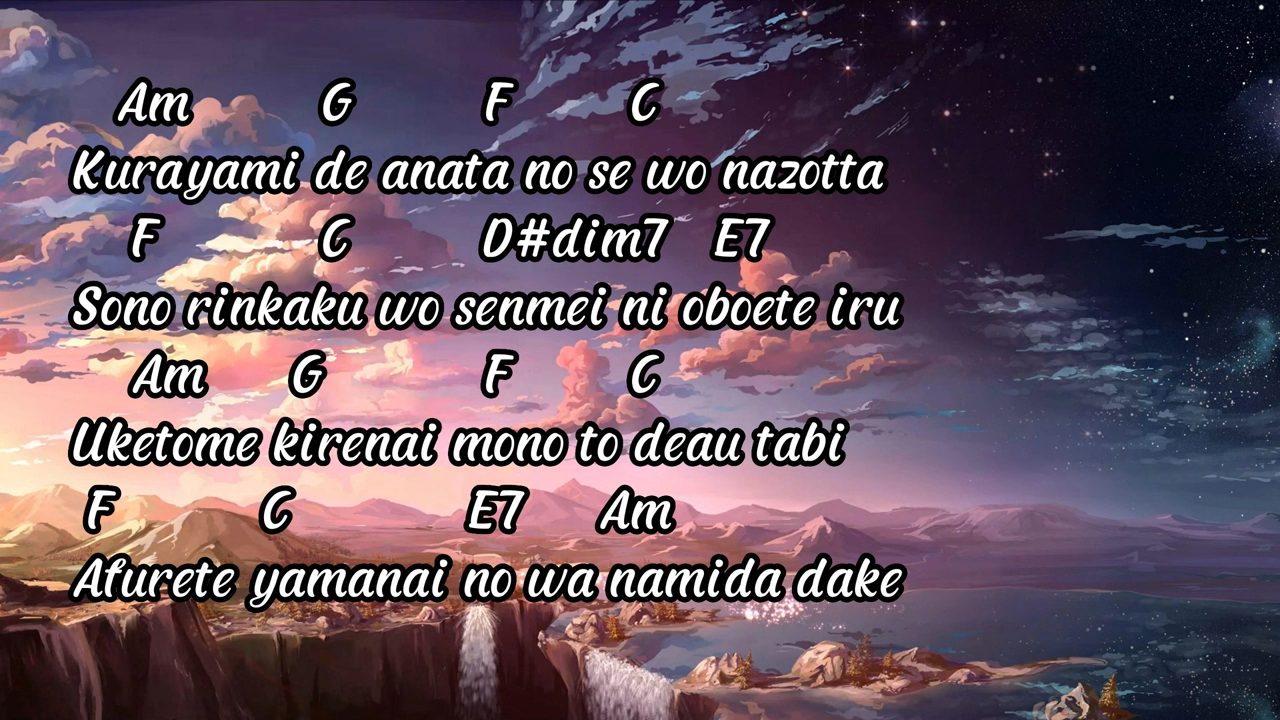 Am G F C
Kurayami de anata no se wo nazotta
F C D#dim7 E7
Sono rinkaku wo senmei ni oboete iru
Am G F C
Uketome kirenai mono to deau tabi
F C E7 Am
Afurete yamanai no wa namida dake